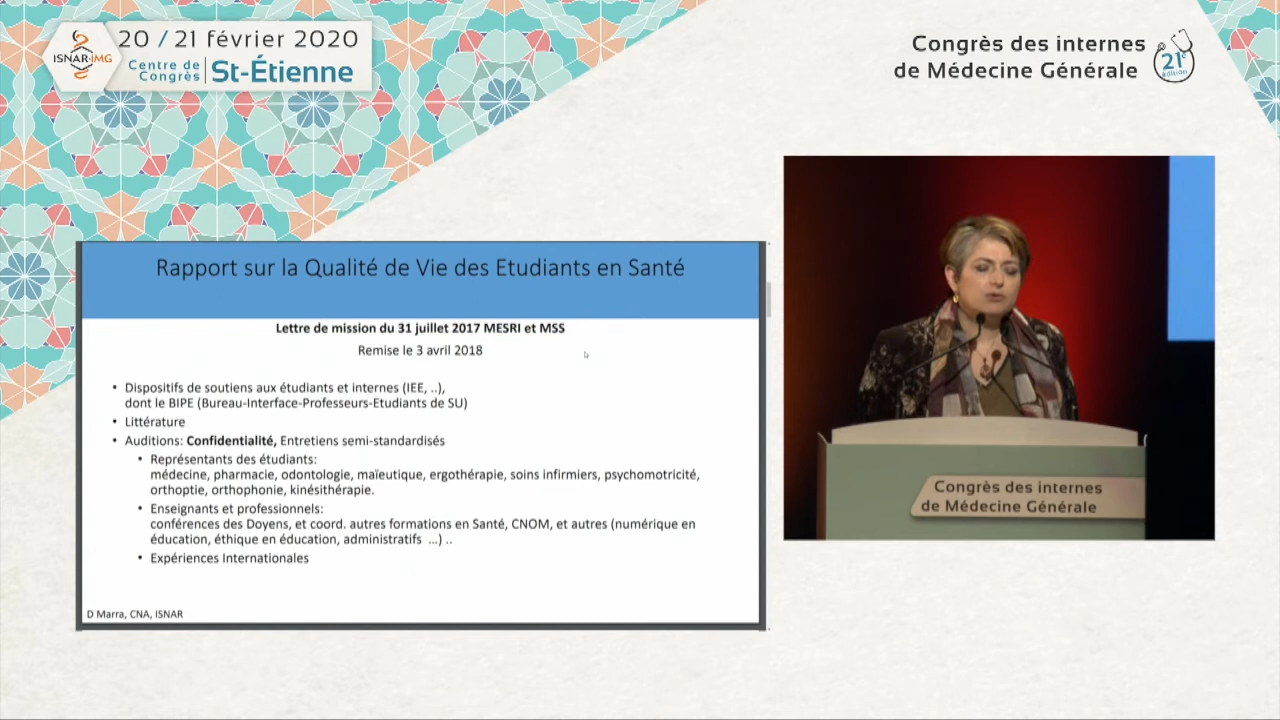 20 / 21 février 2020
ISNAR-IMG
Centre de
Congrès
St-Étienne
Congrès des internes
de Médecine Générale
21e
édition
Rapport sur la Qualité de Vie des Etudiants en Santé
Lettre de mission du 31 juillet 2017 MESRI et MSS
Remise le 3 avril 2018
• Dispositifs de soutiens aux étudiants et internes (IEE, ..),
dont le BIPE (Bureau-Interface-Professeurs-Etudiants de SU)
• Littérature
• Auditions: Confidentialité, Entretiens semi-standardisés
• Représentants des étudiants:
médecine, pharmacie, odontologie, maïeutique, ergothérapie, soins infirmiers, psychomotricité,
orthoptie, orthophonie, kinésithérapie.
• Enseignants et professionnels:
conférences des Doyens, et coord. autres formations en Santé, CNOM, et autres (numérique en
éducation, éthique en éducation, administratifs ...) ..
• Expériences Internationales
D Marra, CNA, ISNAR
Congrès des internes
de Médecine Générale